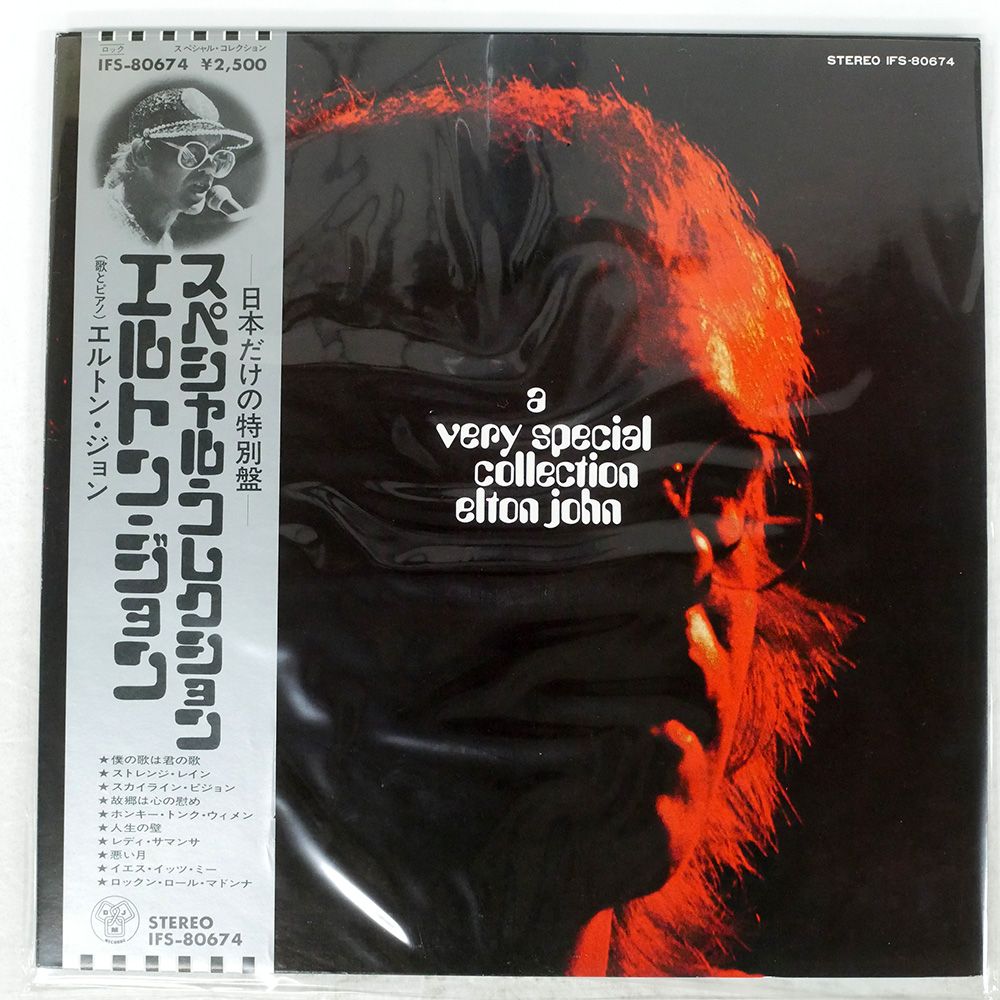 ロック スペシャル・コレクション
IFS-80674 ¥2,500
―日本だけの特別盤―
スペシャル・コレクション
エルトン・ジョン
(歌とピアノ)エルトン・ジョン
★僕の歌は君の歌
★ストレンジ・レイン
★スカイライン・ピジョン
★故郷は心の慰め
★ホンキー・トンク・ウィメン
★人生の壁
★レディ・サマンサ
★悪い月
★イエス・イッツ・ミー
★ロックン・ロール・マドンナ
DJM
RECORDS
STEREO
IFS-80674
STEREO IFS-80674
a
very special
collection
elton john